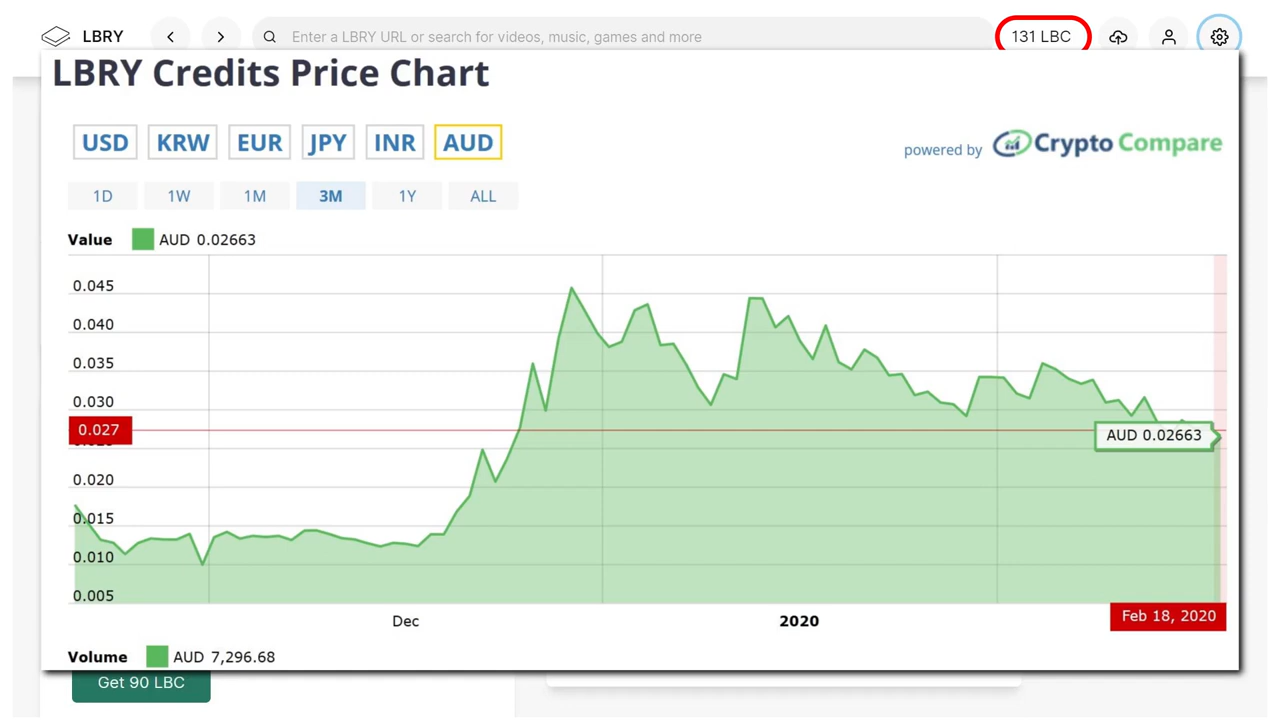 LBRY
Enter a LBRY URL or search for videos, music, games and more
131 LBC
LBRY Credits Price Chart
USD KRW EUR JPY INR AUD
powered by Crypto Compare
1D 1W 1M 3M 1Y ALL
Value AUD 0.02663
0.045
0.040
0.035
0.030
0.027
AUD 0.02663
0.020
0.015
0.010
0.005
Dec 2020 Feb 18, 2020
Volume AUD 7,296.68
Get 90 LBC